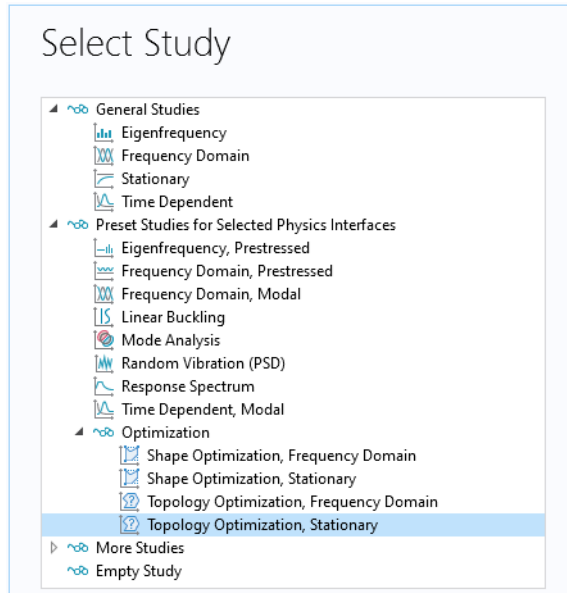 Select Study
General Studies
Eigenfrequency
Frequency Domain
Stationary
Time Dependent
Preset Studies for Selected Physics Interfaces
Eigenfrequency, Prestressed
Frequency Domain, Prestressed
Frequency Domain, Modal
Linear Buckling
Mode Analysis
Random Vibration (PSD)
Response Spectrum
Time Dependent, Modal
Optimization
Shape Optimization, Frequency Domain
Shape Optimization, Stationary
Topology Optimization, Frequency Domain
Topology Optimization, Stationary
More Studies
Empty Study